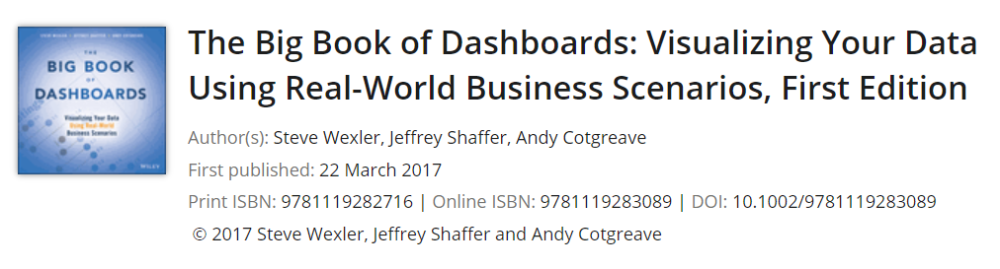 STEVE WEXLER | JEFFREY SHAFFER | ANDY COTGREAVE
THE
BIG BOOK
OF
DASHBOARDS
Visualizing Your Data
Using Real-World
Business Scenarios
WILEY
The Big Book of Dashboards: Visualizing Your Data
Using Real-World Business Scenarios, First Edition
Author(s): Steve Wexler, Jeffrey Shaffer, Andy Cotgreave
First published: 22 March 2017
Print ISBN: 9781119282716 | Online ISBN: 9781119283089 | DOI: 10.1002/9781119283089
© 2017 Steve Wexler, Jeffrey Shaffer and Andy Cotgreave